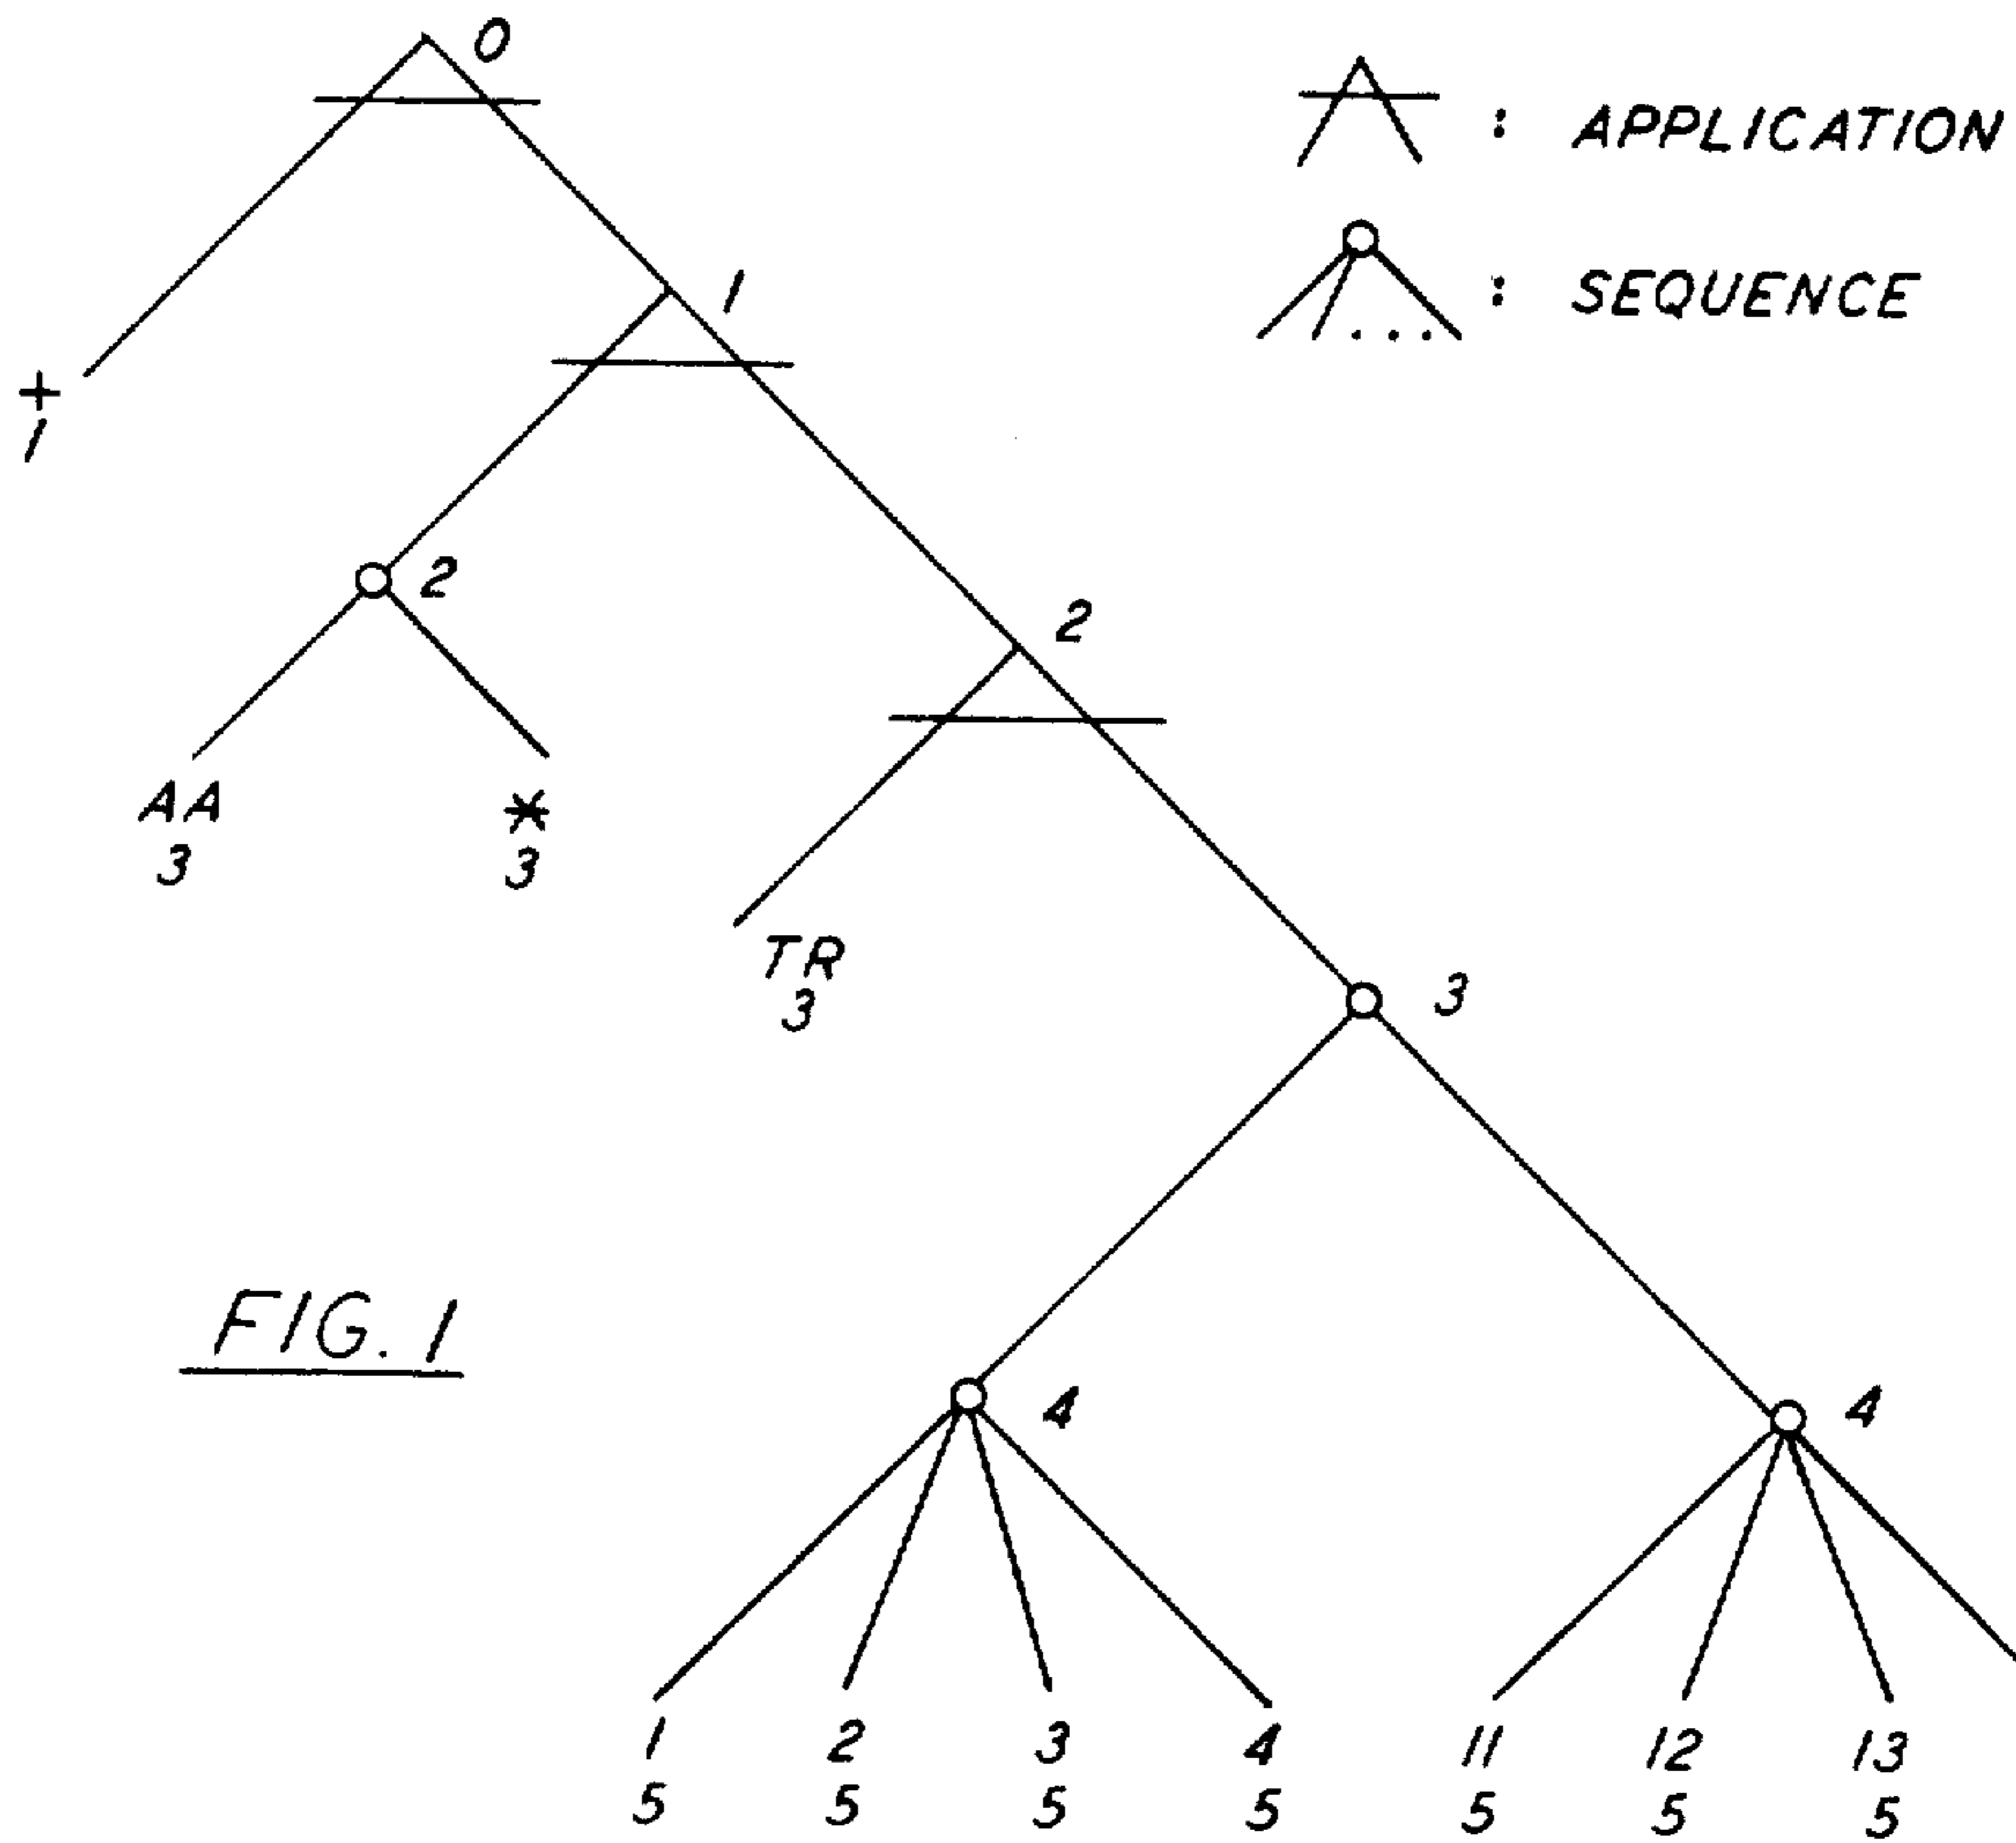 0
: APPLICATION
1
: SEQUENCE
+
1
2
2
AA *
3 3
TR
3
3
FIG. 1
4 4
1 2 3 4 11 12 13
5 5 5 5 5 5 5